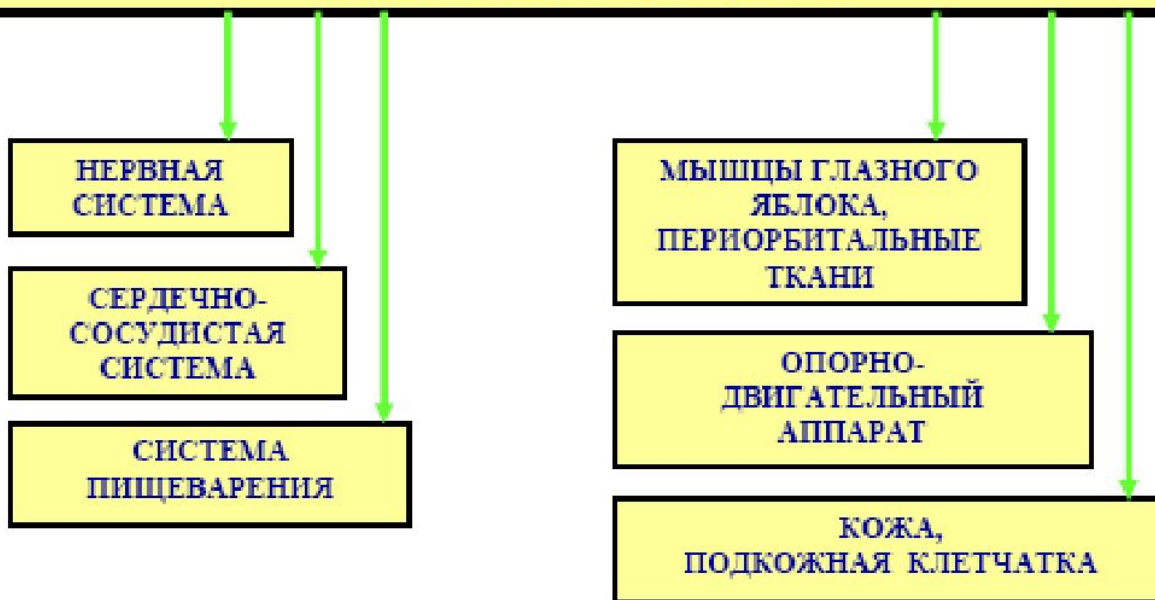 НЕРВНАЯ
СИСТЕМА
СЕРДЕЧНО-
СОСУДИСТАЯ
СИСТЕМА
СИСТЕМА
ПИЩЕВАРЕНИЯ
МЫШЦЫ ГЛАЗНОГО
ЯБЛОКА,
ПЕРИОРБИТАЛЬНЫЕ
ТКАНИ
ОПОРНО-
ДВИГАТЕЛЬНЫЙ
АППАРАТ
КОЖА,
ПОДКОЖНАЯ КЛЕТЧАТКА